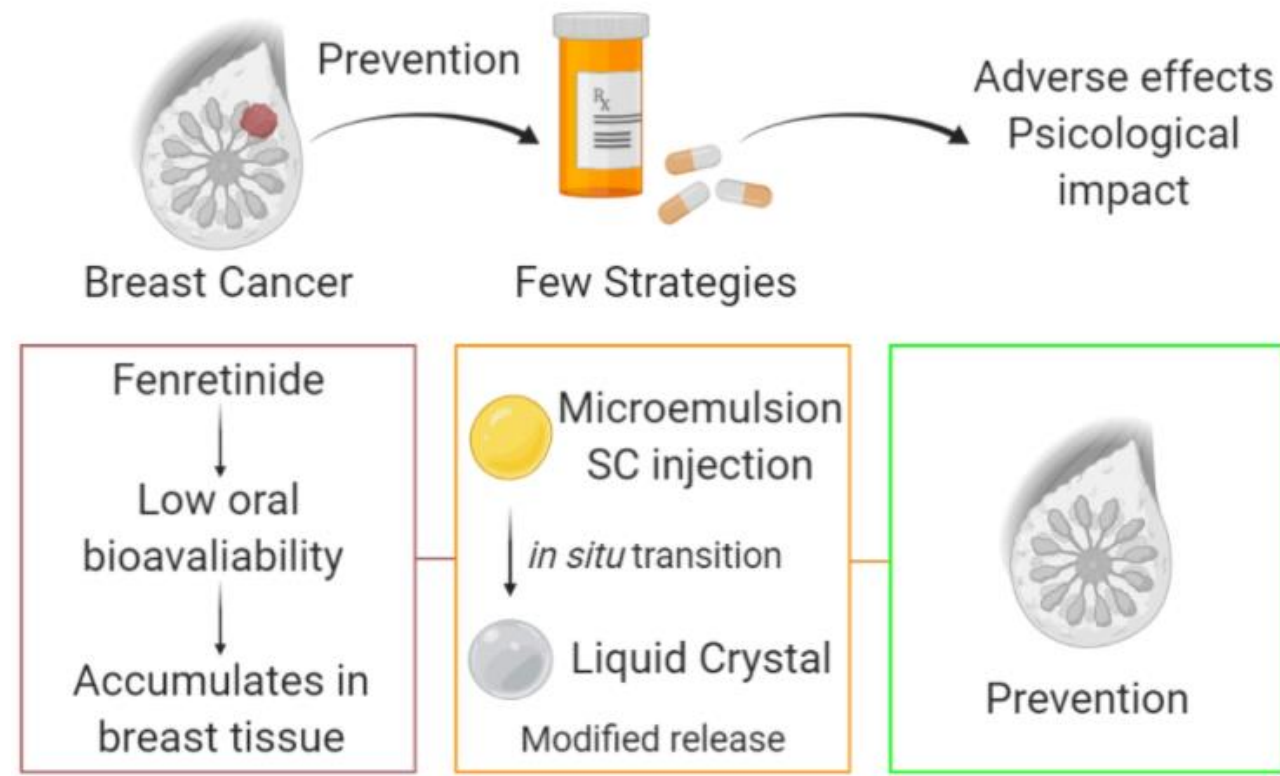 Prevention
Adverse effects
Psicological
impact
Rx
Breast Cancer
Few Strategies
Fenretinide
Low oral
bioavaliability
Accumulates in
breast tissue
Microemulsion
SC injection
in situ transition
Liquid Crystal
Modified release
Prevention